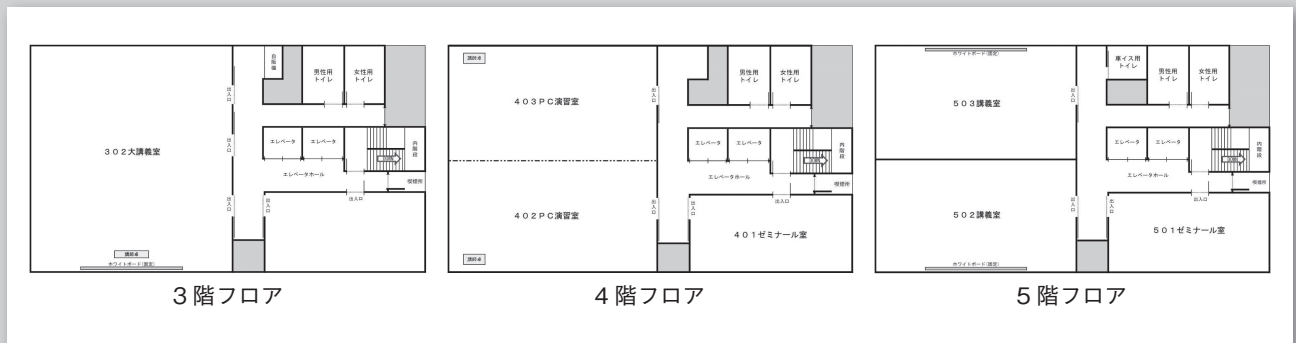 自販機
男性用
トイレ
女性用
トイレ
出入口
出入口
302大講義室
エレベータ
エレベータ
内階段
エレベータホール
喫煙所
出入口
出入口
出入口
講師卓
ホワイトボード(固定)
3階フロア
講師卓
男性用
トイレ
女性用
トイレ
403PC演習室
出入口
エレベータ
エレベータ
内階段
エレベータホール
喫煙所
出入口
出入口
出入口
402PC演習室
401ゼミナール室
講師卓
4階フロア
ホワイトボード(固定)
車イス用
トイレ
男性用
トイレ
女性用
トイレ
503講義室
出入口
エレベータ
エレベータ
内階段
エレベータホール
喫煙所
出入口
出入口
出入口
502講義室
501ゼミナール室
ホワイトボード(固定)
5階フロア